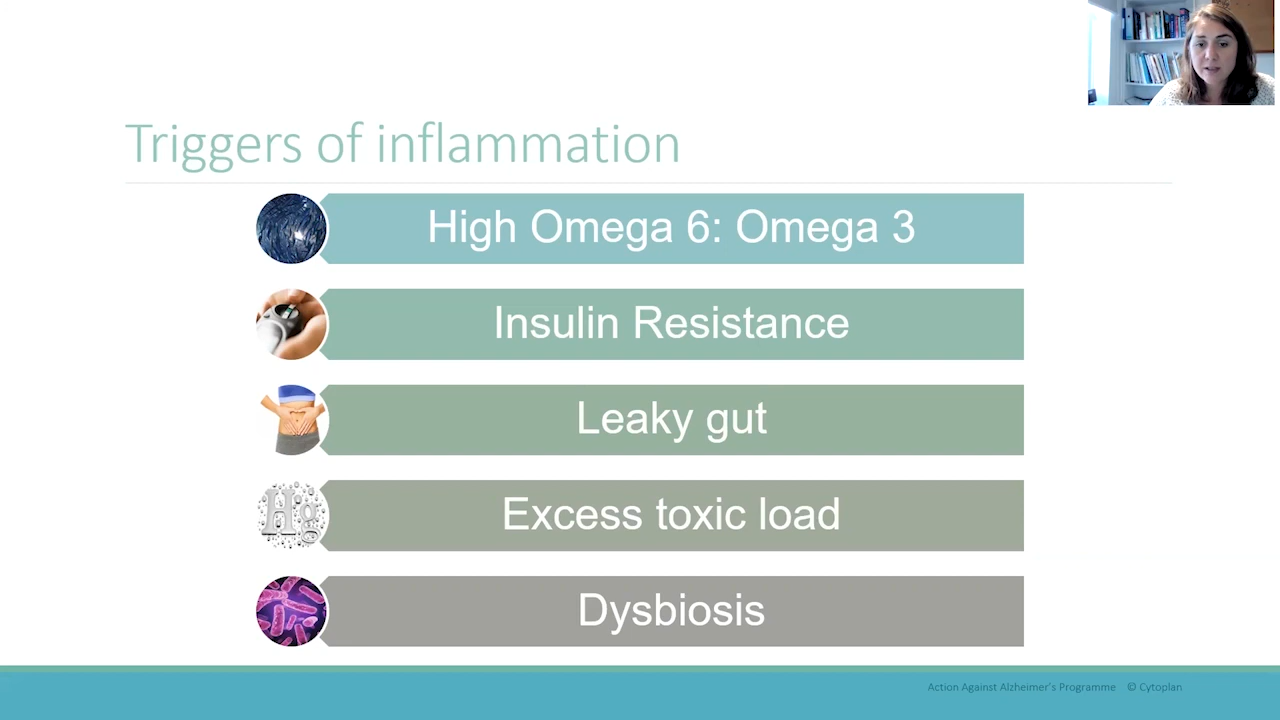 Triggers of inflammation
High Omega 6: Omega 3
Insulin Resistance
Leaky gut
Hg
Excess toxic load
Dysbiosis
Action Against Alzheimer's Programme © Cytoplan